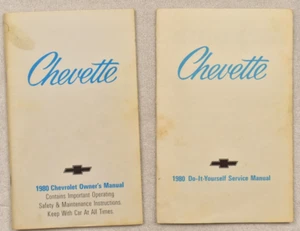 Chevette
1980 Chevrolet Owner's Manual
Contains Important Operating
Safety & Maintenance Instructions
Keep With Car At All Times
Chevette
1980 Do-It-Yourself Service Manual